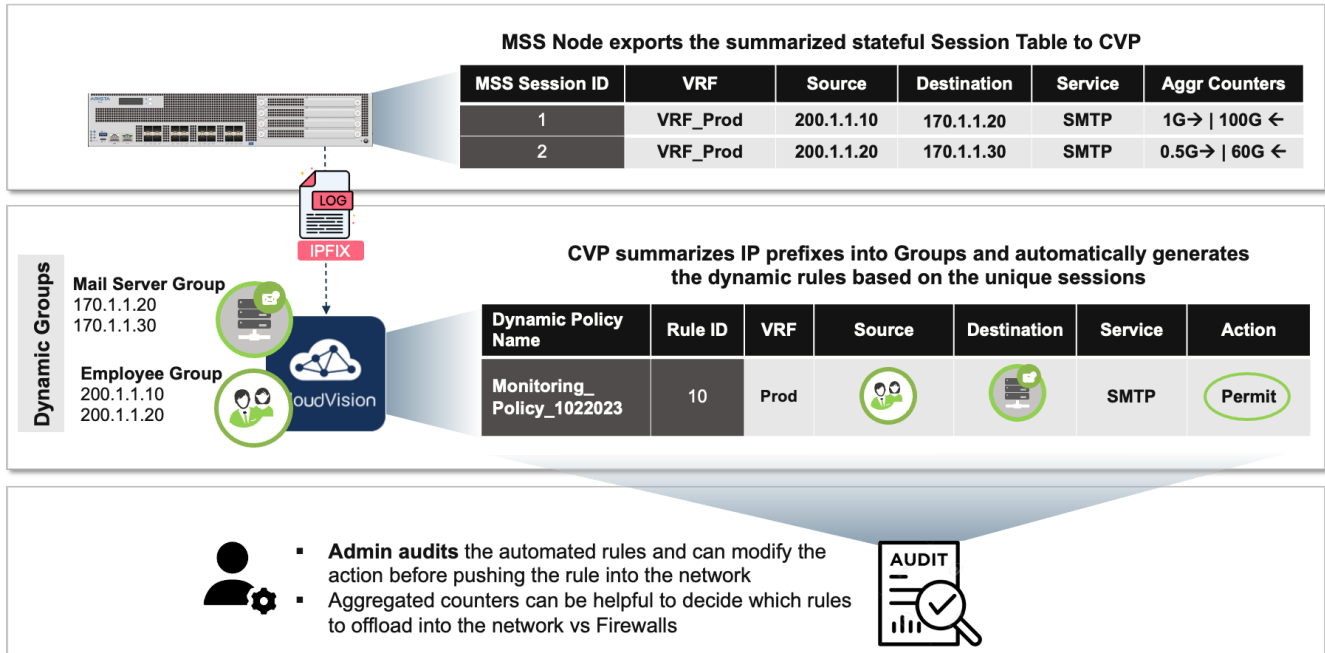 MSS Node exports the summarized stateful Session Table to CVP
MSS Session ID VRF Source Destination Service Aggr Counters
1 VRF_Prod 200.1.1.10 170.1.1.20 SMTP 1G→ | 100G ←
2 VRF_Prod 200.1.1.20 170.1.1.30 SMTP 0.5G→ | 60G ←
ARISTA
LOG
IPFIX
Dynamic Groups
Mail Server Group
170.1.1.20
170.1.1.30
Employee Group
200.1.1.10
200.1.1.20
loudVision
CVP summarizes IP prefixes into Groups and automatically generates
the dynamic rules based on the unique sessions
Dynamic Policy
Name
Rule ID VRF Source Destination Service Action
Monitoring_
Policy_1022023
10 Prod SMTP Permit
▪ Admin audits the automated rules and can modify the
action before pushing the rule into the network
▪ Aggregated counters can be helpful to decide which rules
to offload into the network vs Firewalls
AUDIT